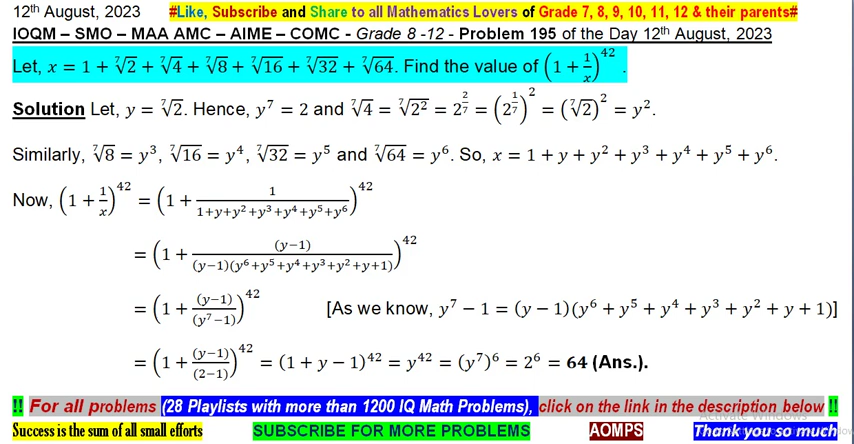 12th August, 2023 #Like, Subscribe and Share to all Mathematics Lovers of Grade 7, 8, 9, 10, 11, 12 & their parents#
IOQM – SMO – MAA AMC – AIME – COMC - Grade 8 -12 - Problem 195 of the Day 12th August, 2023
Let, x = 1 + ⁷√2 + ⁷√4 + ⁷√8 + ⁷√16 + ⁷√32 + ⁷√64. Find the value of (1 + 1/x)^42 .
Solution Let, y = ⁷√2. Hence, y^7 = 2 and ⁷√4 = ⁷√2^2 = 2^(2/7) = (2^(1/7))^2 = (⁷√2)^2 = y^2.
Similarly, ⁷√8 = y^3, ⁷√16 = y^4, ⁷√32 = y^5 and ⁷√64 = y^6. So, x = 1 + y + y^2 + y^3 + y^4 + y^5 + y^6.
Now, (1 + 1/x)^42 = (1 + 1/(1+y+y^2+y^3+y^4+y^5+y^6))^42
= (1 + (y−1)/((y−1)(y^6+y^5+y^4+y^3+y^2+y+1)))^42
= (1 + (y−1)/(y^7−1))^42 [As we know, y^7 − 1 = (y − 1)(y^6 + y^5 + y^4 + y^3 + y^2 + y + 1)]
= (1 + (y−1)/(2−1))^42 = (1 + y − 1)^42 = y^42 = (y^7)^6 = 2^6 = 64 (Ans.).
!! For all problems (28 Playlists with more than 1200 IQ Math Problems), click on the link in the description below !!
Activate Windows
Success is the sum of all small efforts SUBSCRIBE FOR MORE PROBLEMS AOMPS Thank you so much